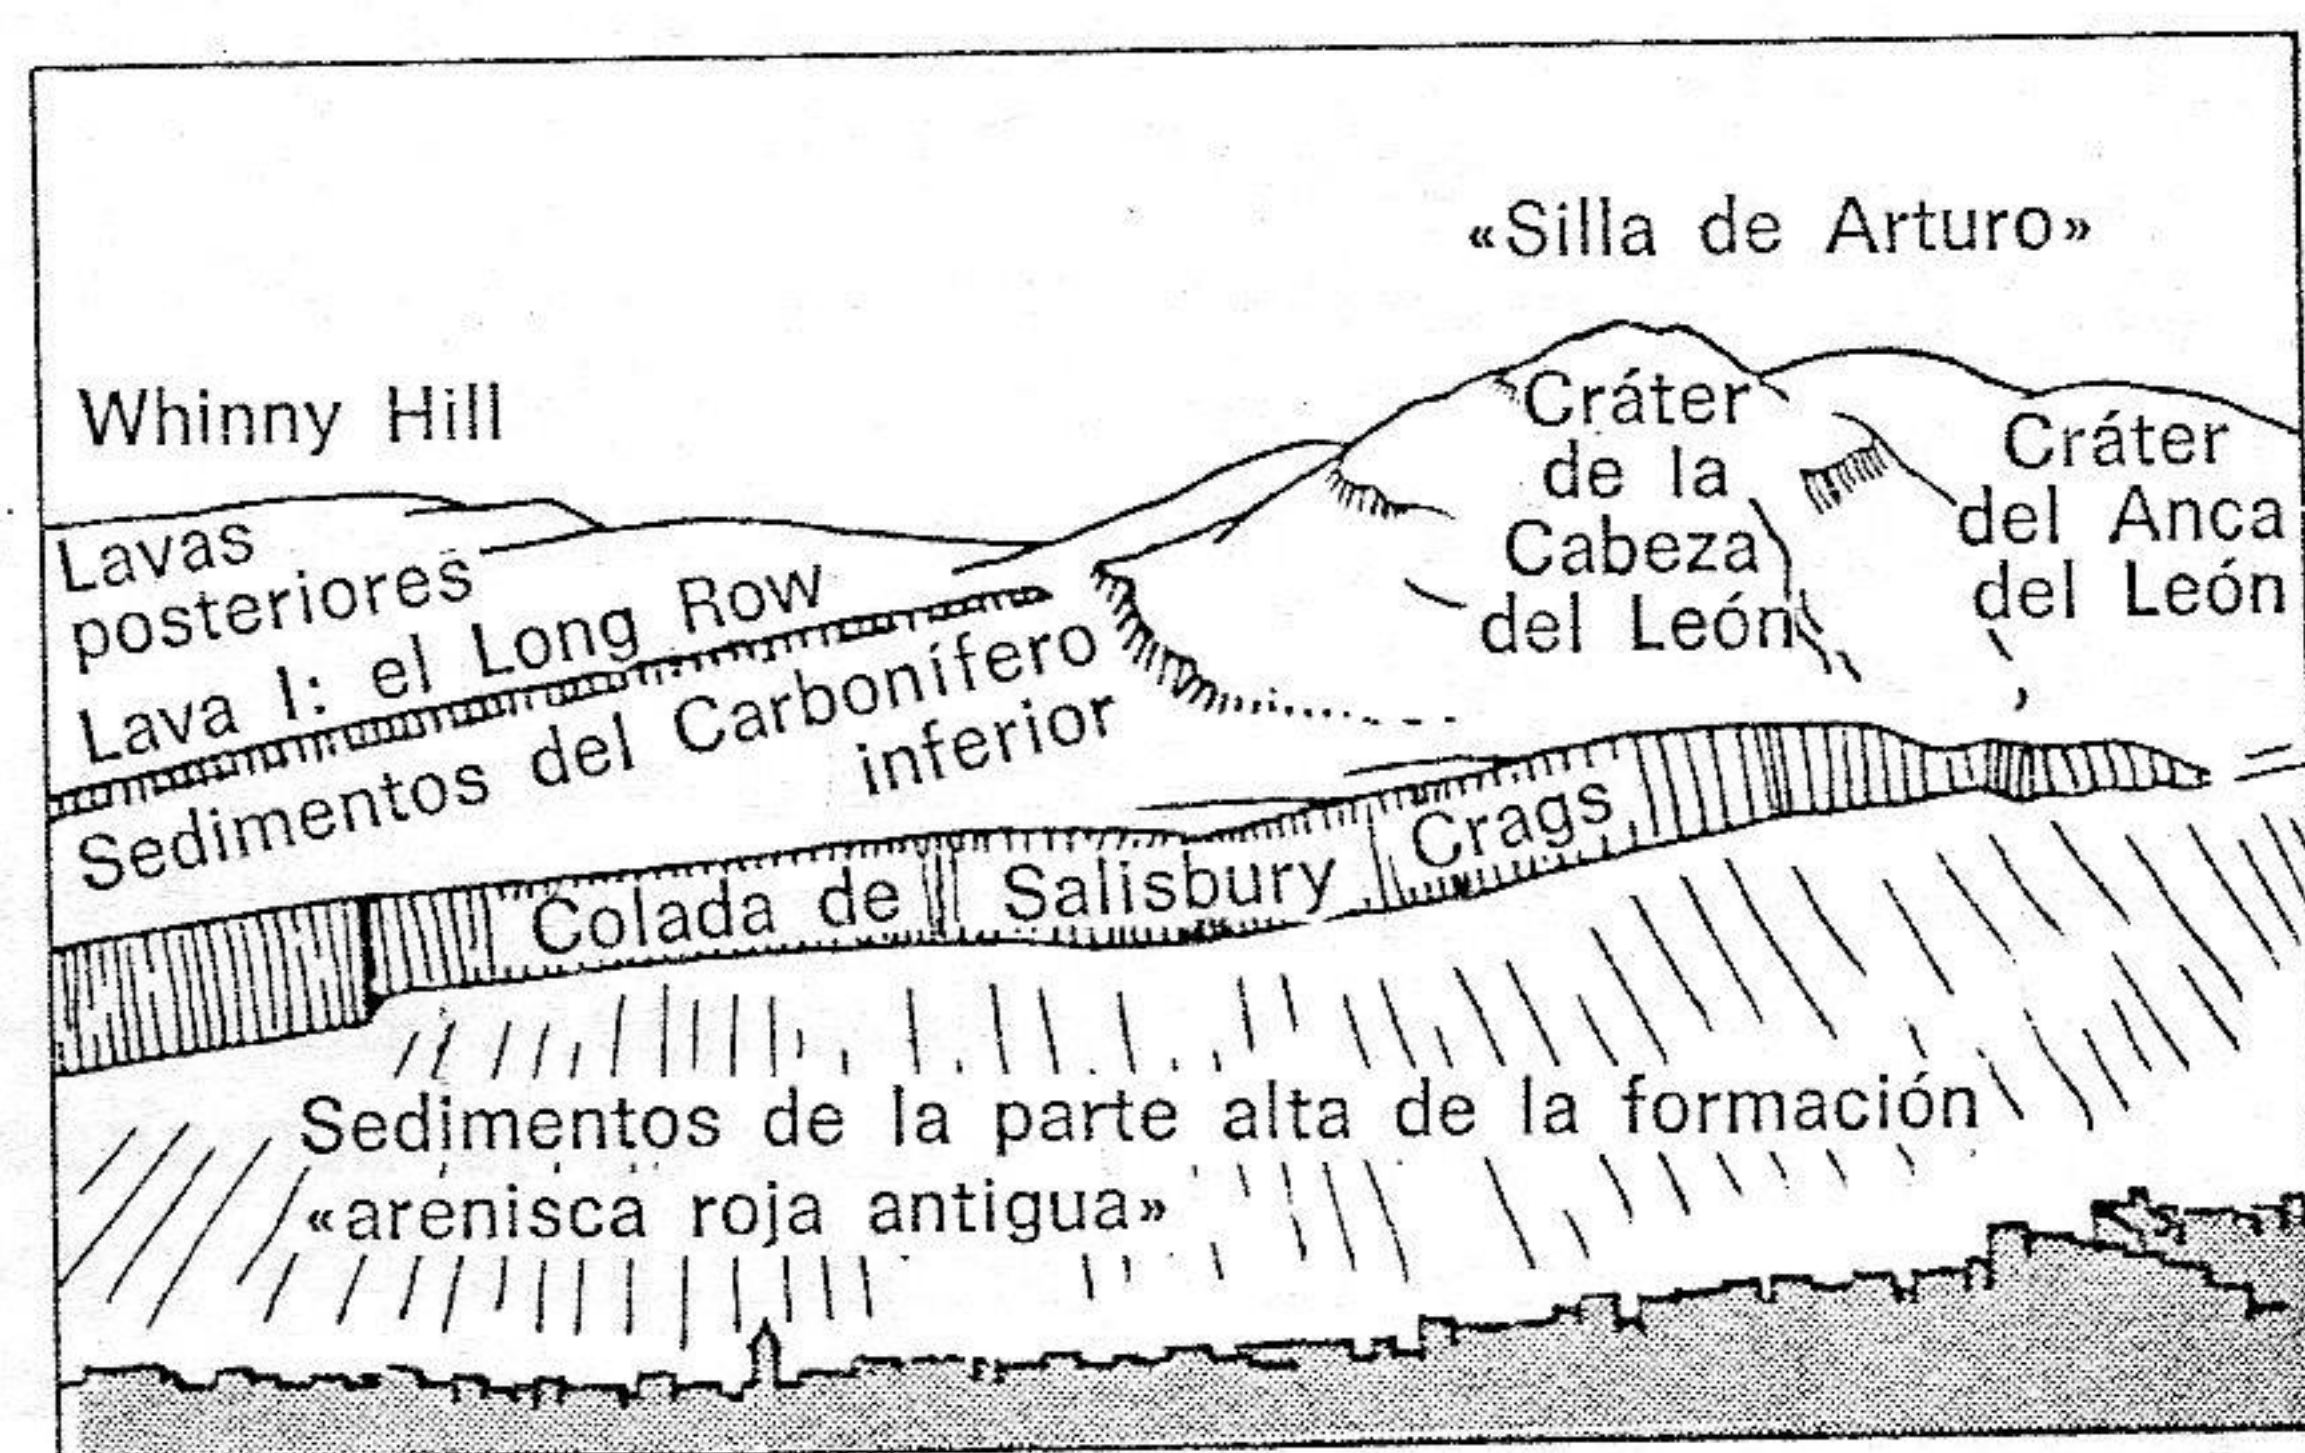 «Silla de Arturo»
Whinny Hill
Cráter
de la
Cabeza
del León
Cráter
del Anca
del León
Lavas
posteriores
Lava I: el Long Row
Sedimentos del Carbonífero
inferior
Colada de Salisbury Crags
Sedimentos de la parte alta de la formación
«arenisca roja antigua»